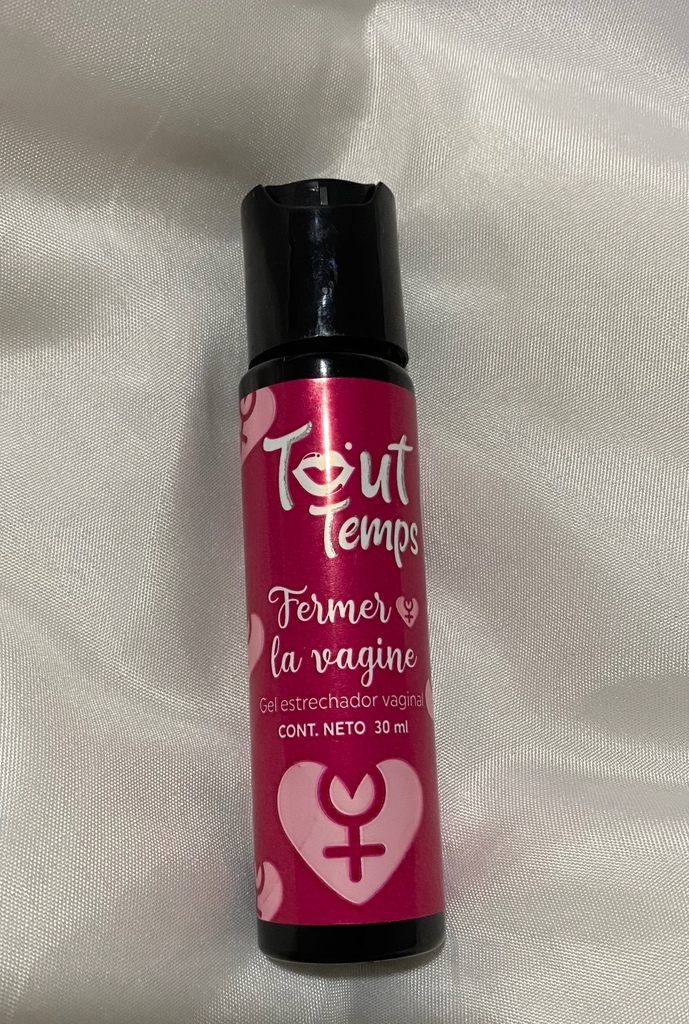 Tout
Temps
Fermer
la vagine
Gel estrechador vaginal
CONT. NETO 30 ml